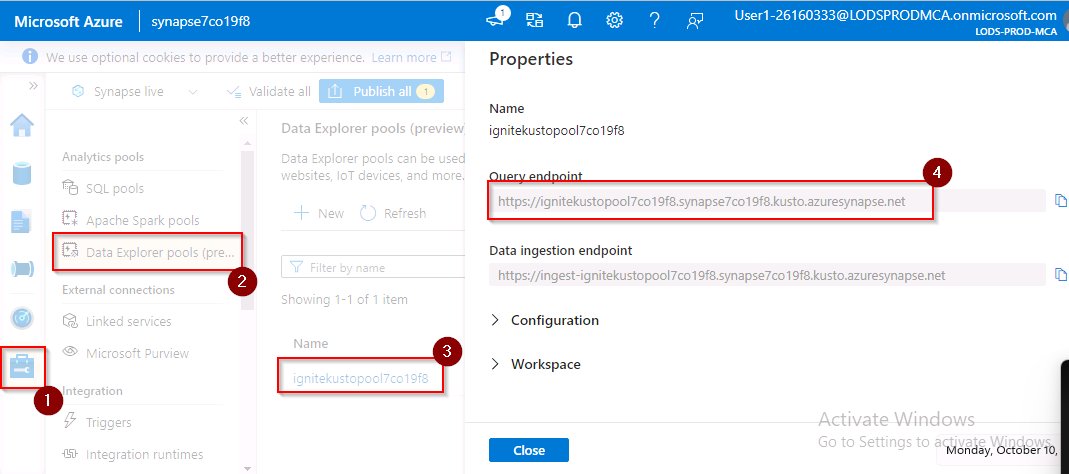 Microsoft Azure
synapse7co19f8
1
User1-26160333@LODSPRODMCA.onmicrosoft.com
LODS-PROD-MCA
We use optional cookies to provide a better experience. Learn more
Synapse live
Validate all
Publish all
1
Analytics pools
SQL pools
Apache Spark pools
Data Explorer pools (pre...
2
External connections
Linked services
Microsoft Purview
1
Integration
Triggers
Integration runtimes
Data Explorer pools (preview)
Data Explorer pools can be used
websites, IoT devices, and more.
New
Refresh
Filter by name
Showing 1-1 of 1 item
Name
3
ignitekustopool7co19f8
Properties
Name
ignitekustopool7co19f8
Query endpoint
4
https://ignitekustopool7co19f8.synapse7co19f8.kusto.azuresynapse.net
Data ingestion endpoint
https://ingest-ignitekustopool7co19f8.synapse7co19f8.kusto.azuresynapse.net
Configuration
Workspace
Close
Activate Windows
Go to Settings to activate Windows.
Monday, October 10,